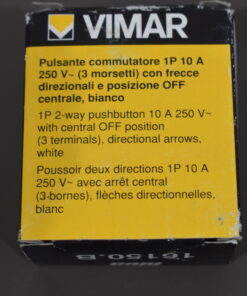 VIMAR
Pulsante commutatore 1P 10 A
250 V~ (3 morsetti) con frecce
direzionali e posizione OFF
centrale, bianco
1P 2-way pushbutton 10 A 250 V~
with central OFF position
(3 terminals), directional arrows,
white
Poussoir deux directions 1P 10 A
250 V~ avec arrêt central
(3-bornes), flèches directionnelles,
blanc
16150.B